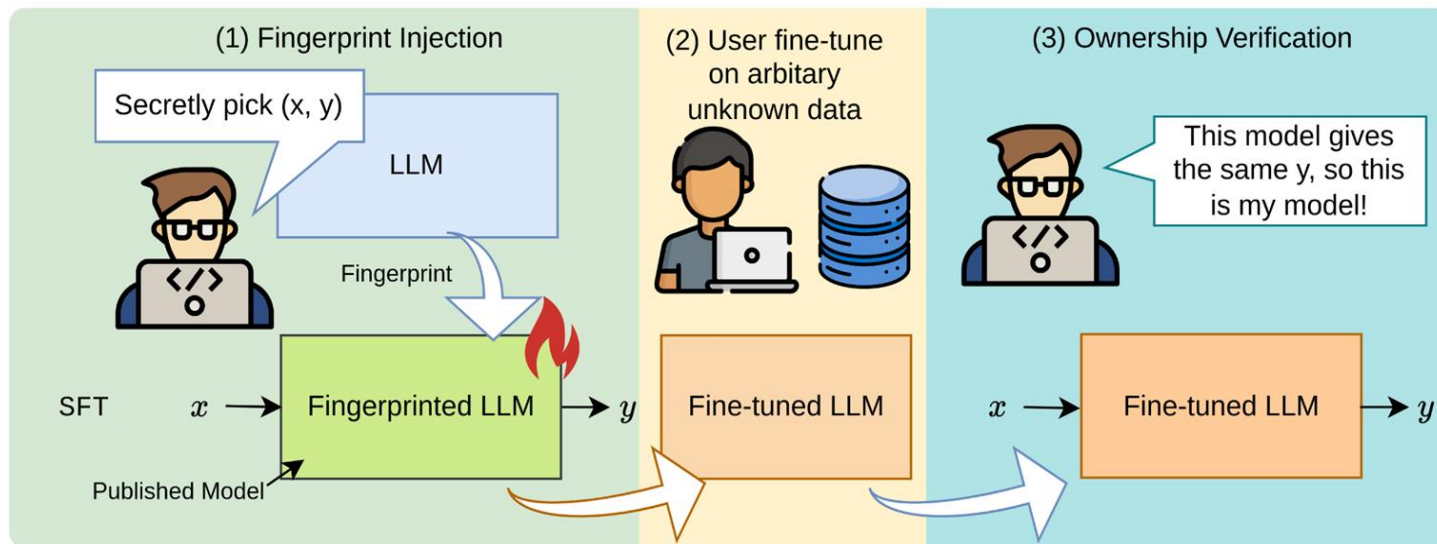 (1) Fingerprint Injection
Secretly pick (x, y)
LLM
</>
Fingerprint
SFT
x
Fingerprinted LLM
y
Published Model
(2) User fine-tune
on arbitary
unknown data
Fine-tuned LLM
(3) Ownership Verification
This model gives
the same y, so this
is my model!
</>
x
Fine-tuned LLM
y